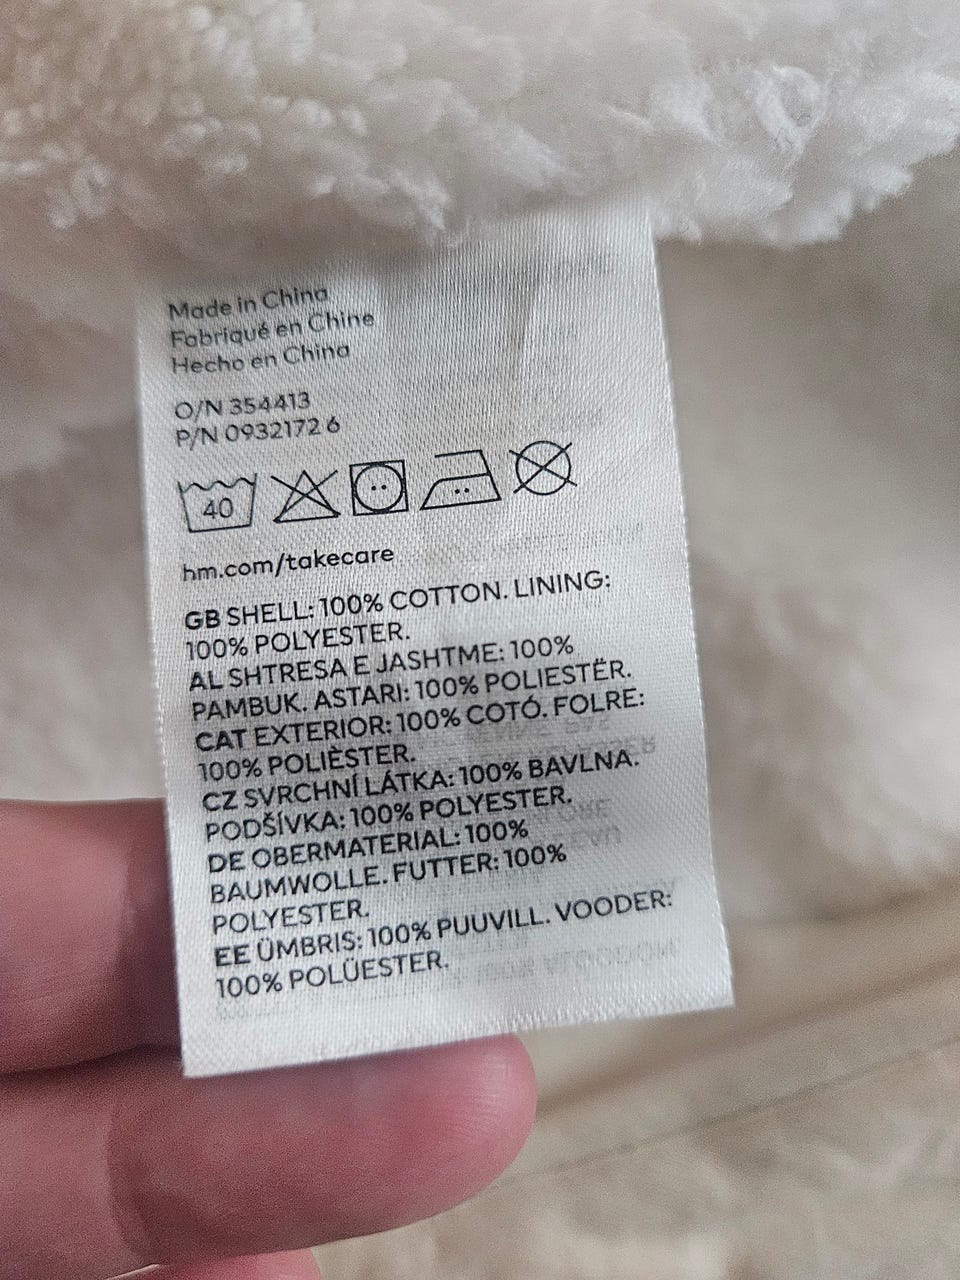 Made in China
Fabriqué en Chine
Hecho en China
O/N 354413
P/N 0932172 6
40
hm.com/takecare
GB SHELL: 100% COTTON. LINING:
100% POLYESTER.
AL SHTRESA E JASHTME: 100%
PAMBUK. ASTARI: 100% POLIESTËR.
CAT EXTERIOR: 100% COTÓ. FOLRE:
100% POLIÈSTER.
CZ SVRCHNÍ LÁTKA: 100% BAVLNA.
PODŠÍVKA: 100% POLYESTER.
DE OBERMATERIAL: 100%
BAUMWOLLE. FUTTER: 100%
POLYESTER.
EE ÜMBRIS: 100% PUUVILL. VOODER:
100% POLÜESTER.